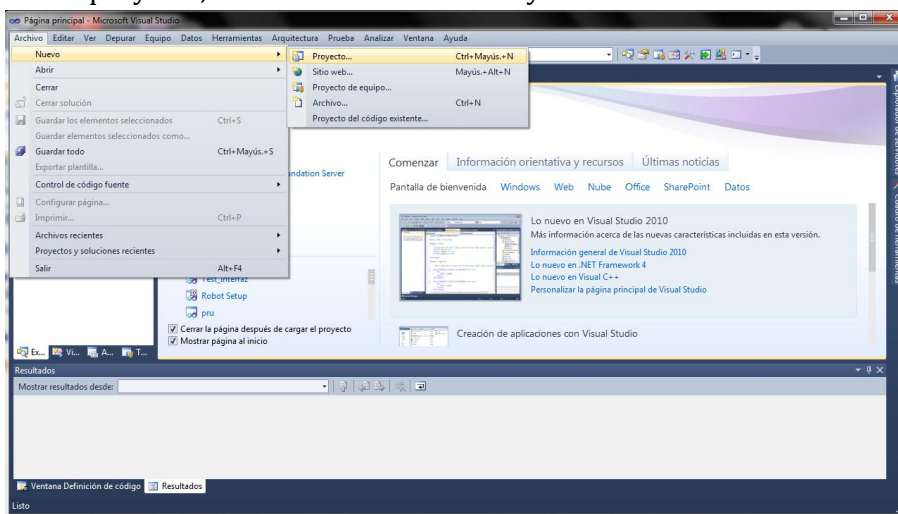 Página principal - Microsoft Visual Studio
Archivo Editar Ver Depurar Equipo Datos Herramientas Arquitectura Prueba Analizar Ventana Ayuda
Nuevo
Abrir
Cerrar
Cerrar solución
Guardar los elementos seleccionados Ctrl+S
Guardar elementos seleccionados como...
Guardar todo Ctrl+Mayús.+S
Exportar plantilla...
Control de código fuente
Configurar página...
Imprimir... Ctrl+P
Archivos recientes
Proyectos y soluciones recientes
Salir Alt+F4
Proyecto... Ctrl+Mayús.+N
Sitio web... Mayús.+Alt+N
Proyecto de equipo...
Archivo... Ctrl+N
Proyecto del código existente...
undation Server
Comenzar Información orientativa y recursos Últimas noticias
Pantalla de bienvenida Windows Web Nube Office SharePoint Datos
Lo nuevo en Visual Studio 2010
Más información acerca de las nuevas características incluidas en esta versión.
Información general de Visual Studio 2010
Lo nuevo en .NET Framework 4
Lo nuevo en Visual C++
Personalizar la página principal de Visual Studio
Test_Interfaz
Robot Setup
pru
Cerrar la página después de cargar el proyecto
Mostrar página al inicio
Creación de aplicaciones con Visual Studio
Ex... Vi... A... T...
Resultados
Mostrar resultados desde:
Ventana Definición de código Resultados
Listo